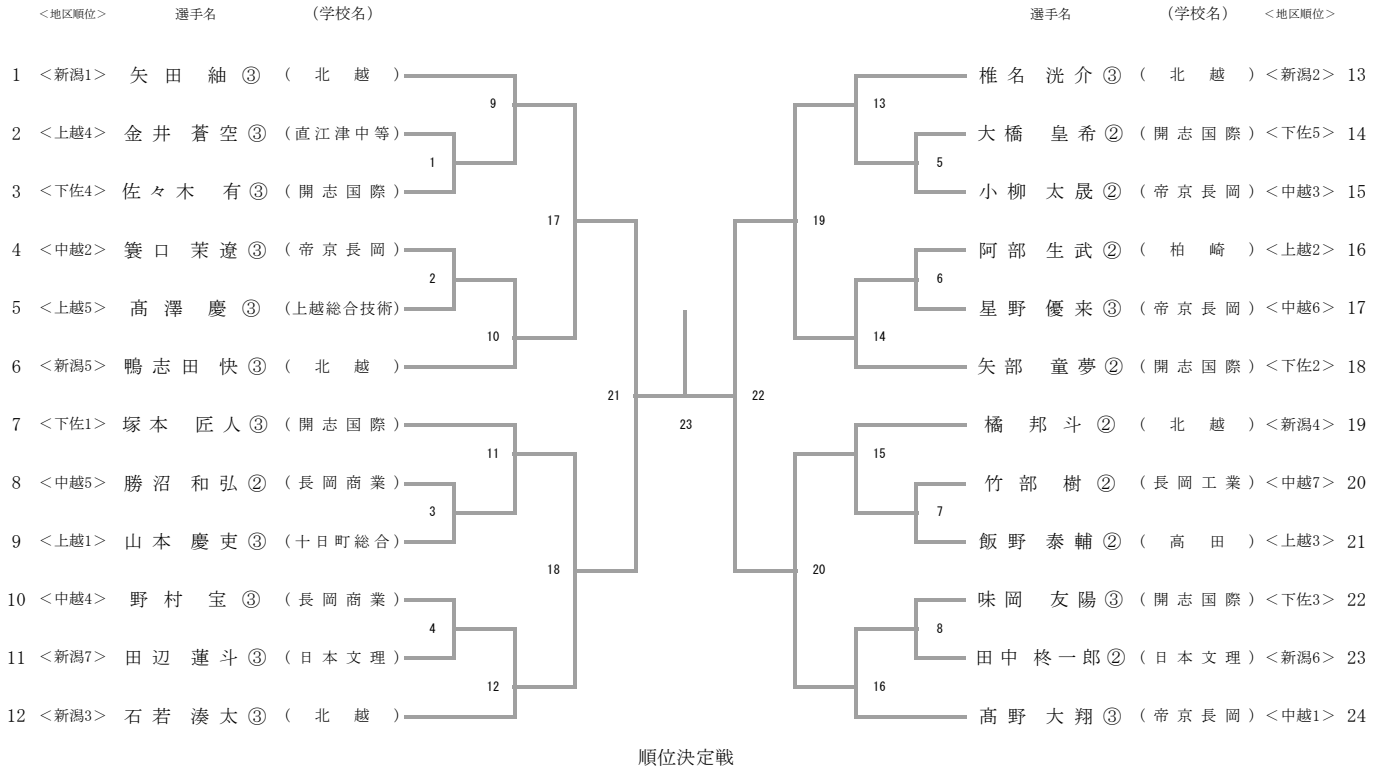 ＜地区順位＞ 選手名 （学校名） 選手名 （学校名） ＜地区順位＞
1 ＜新潟1＞ 矢田 紬 ③ （北越） 椎名 洸介 ③ （北越） ＜新潟2＞ 13
9 13
2 ＜上越4＞ 金井 蒼空 ③ （直江津中等） 大橋 皇希 ② （開志国際） ＜下佐5＞ 14
1 5
3 ＜下佐4＞ 佐々木 有 ③ （開志国際） 小柳 太晟 ② （帝京長岡） ＜中越3＞ 15
17 19
4 ＜中越2＞ 簑口 茉遼 ③ （帝京長岡） 阿部 生武 ② （柏崎） ＜上越2＞ 16
2 6
5 ＜上越5＞ 髙澤 慶 ③ （上越総合技術） 星野 優来 ③ （帝京長岡） ＜中越6＞ 17
10 14
6 ＜新潟5＞ 鴨志田 快 ③ （北越） 矢部 童夢 ② （開志国際） ＜下佐2＞ 18
21 22
23
7 ＜下佐1＞ 塚本 匠人 ③ （開志国際） 橘 邦斗 ② （北越） ＜新潟4＞ 19
11 15
8 ＜中越5＞ 勝沼 和弘 ② （長岡商業） 竹部 樹 ② （長岡工業） ＜中越7＞ 20
3 7
9 ＜上越1＞ 山本 慶吏 ③ （十日町総合） 飯野 泰輔 ② （高田） ＜上越3＞ 21
18 20
10 ＜中越4＞ 野村 宝 ③ （長岡商業） 味岡 友陽 ③ （開志国際） ＜下佐3＞ 22
4 8
11 ＜新潟7＞ 田辺 蓮斗 ③ （日本文理） 田中 柊一郎 ② （日本文理） ＜新潟6＞ 23
12 16
12 ＜新潟3＞ 石若 湊太 ③ （北越） 髙野 大翔 ③ （帝京長岡） ＜中越1＞ 24
順位決定戦